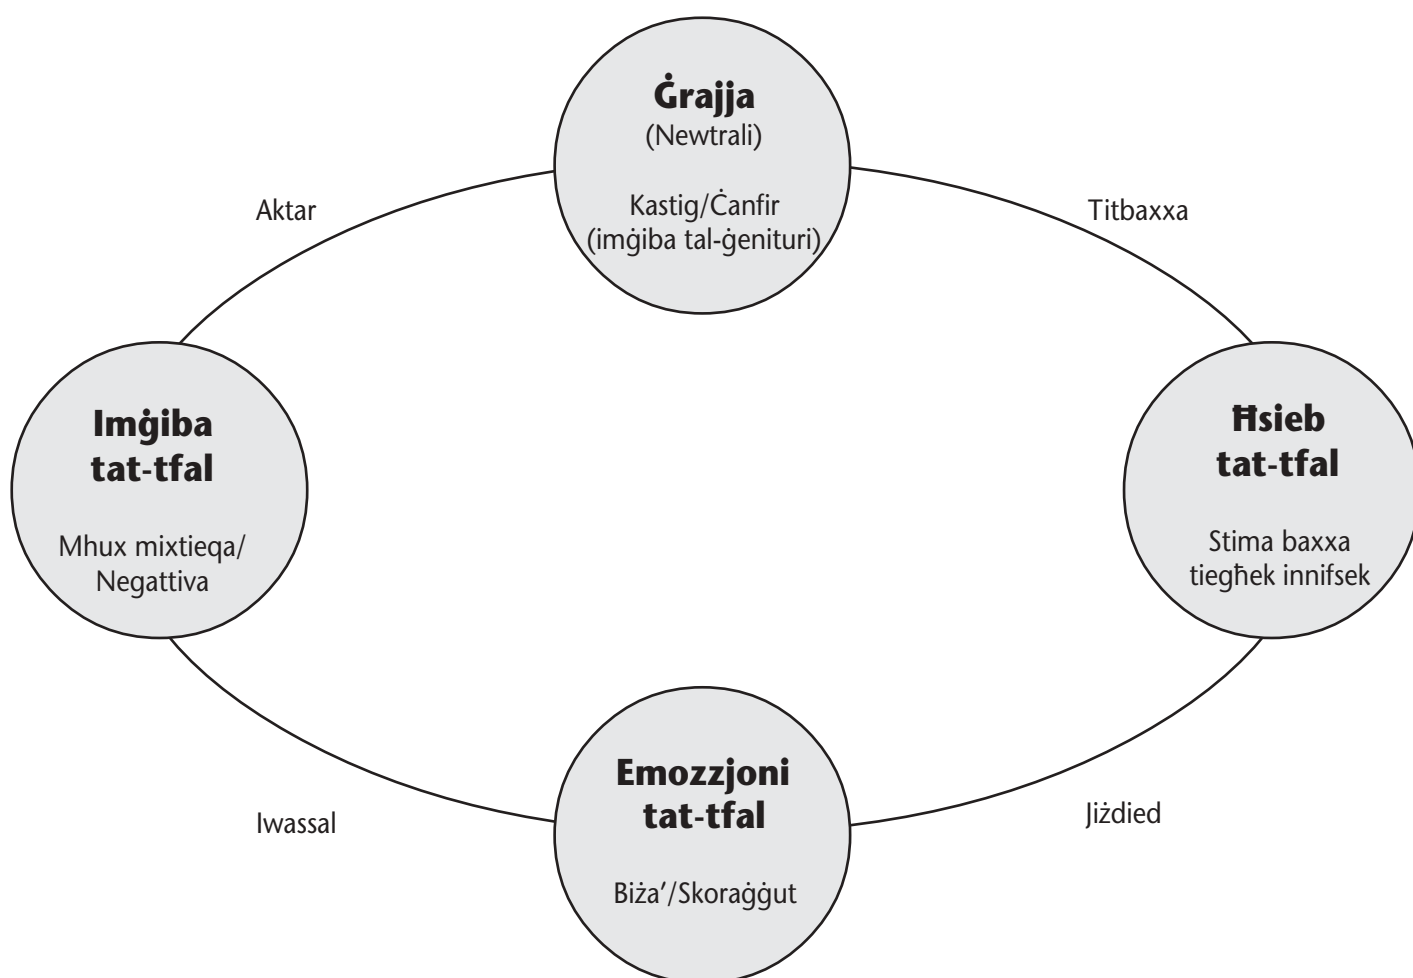 Ġrajja
(Newtrali)
Kastig/Ċanfir
(imġiba tal-ġenituri)
Aktar
Titbaxxa
Imġiba
tat-tfal
Mhux mixtieqa/
Negattiva
Ħsieb
tat-tfal
Stima baxxa
tiegħek innifsek
Emozzjoni
tat-tfal
Biża’/Skoraġġut
Iwassal
Jiżdied